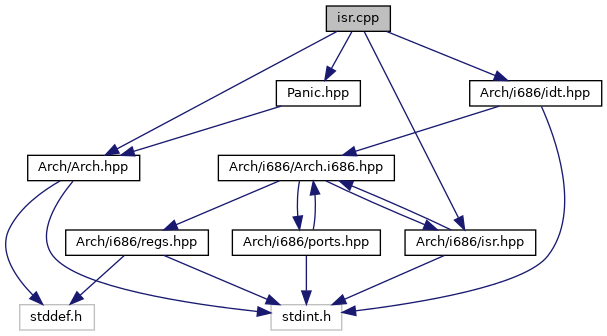 isr.cpp
Panic.hpp
Arch/i686/idt.hpp
Arch/Arch.hpp
Arch/i686/Arch.i686.hpp
Arch/i686/regs.hpp
Arch/i686/ports.hpp
Arch/i686/isr.hpp
stddef.h
stdint.h